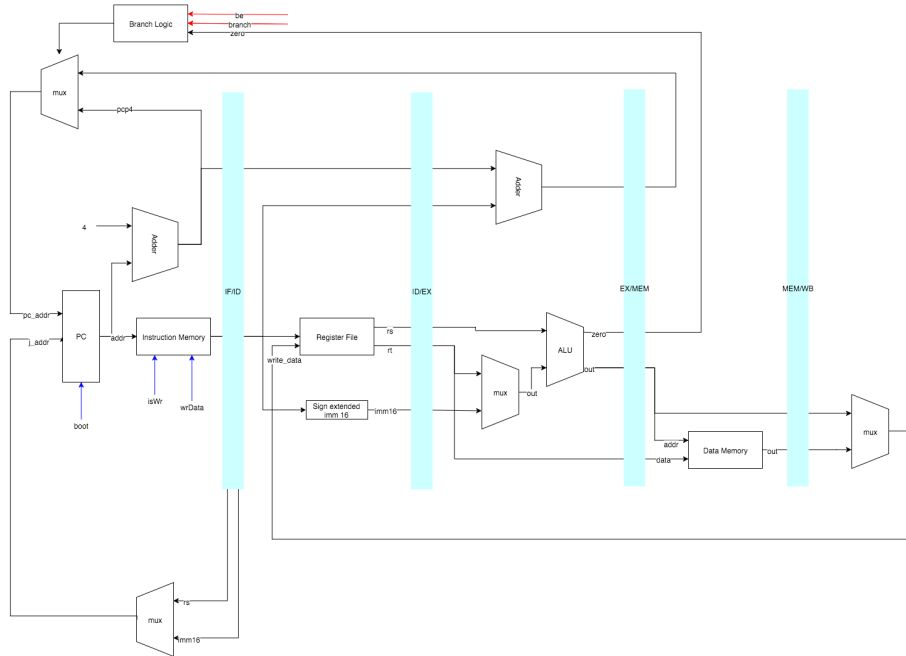 Branch Logic
be
branch
zero
mux
pcp4
Adder
4
Adder
IF/ID
ID/EX
EX/MEM
MEM/WB
pc_addr
PC
j_addr
addr
Instruction Memory
isWr
wrData
boot
Register File
write_data
rs
rt
Sign extended
imm 16
imm16
mux
out
ALU
zero
out
addr
data
Data Memory
out
mux
mux
rs
imm16